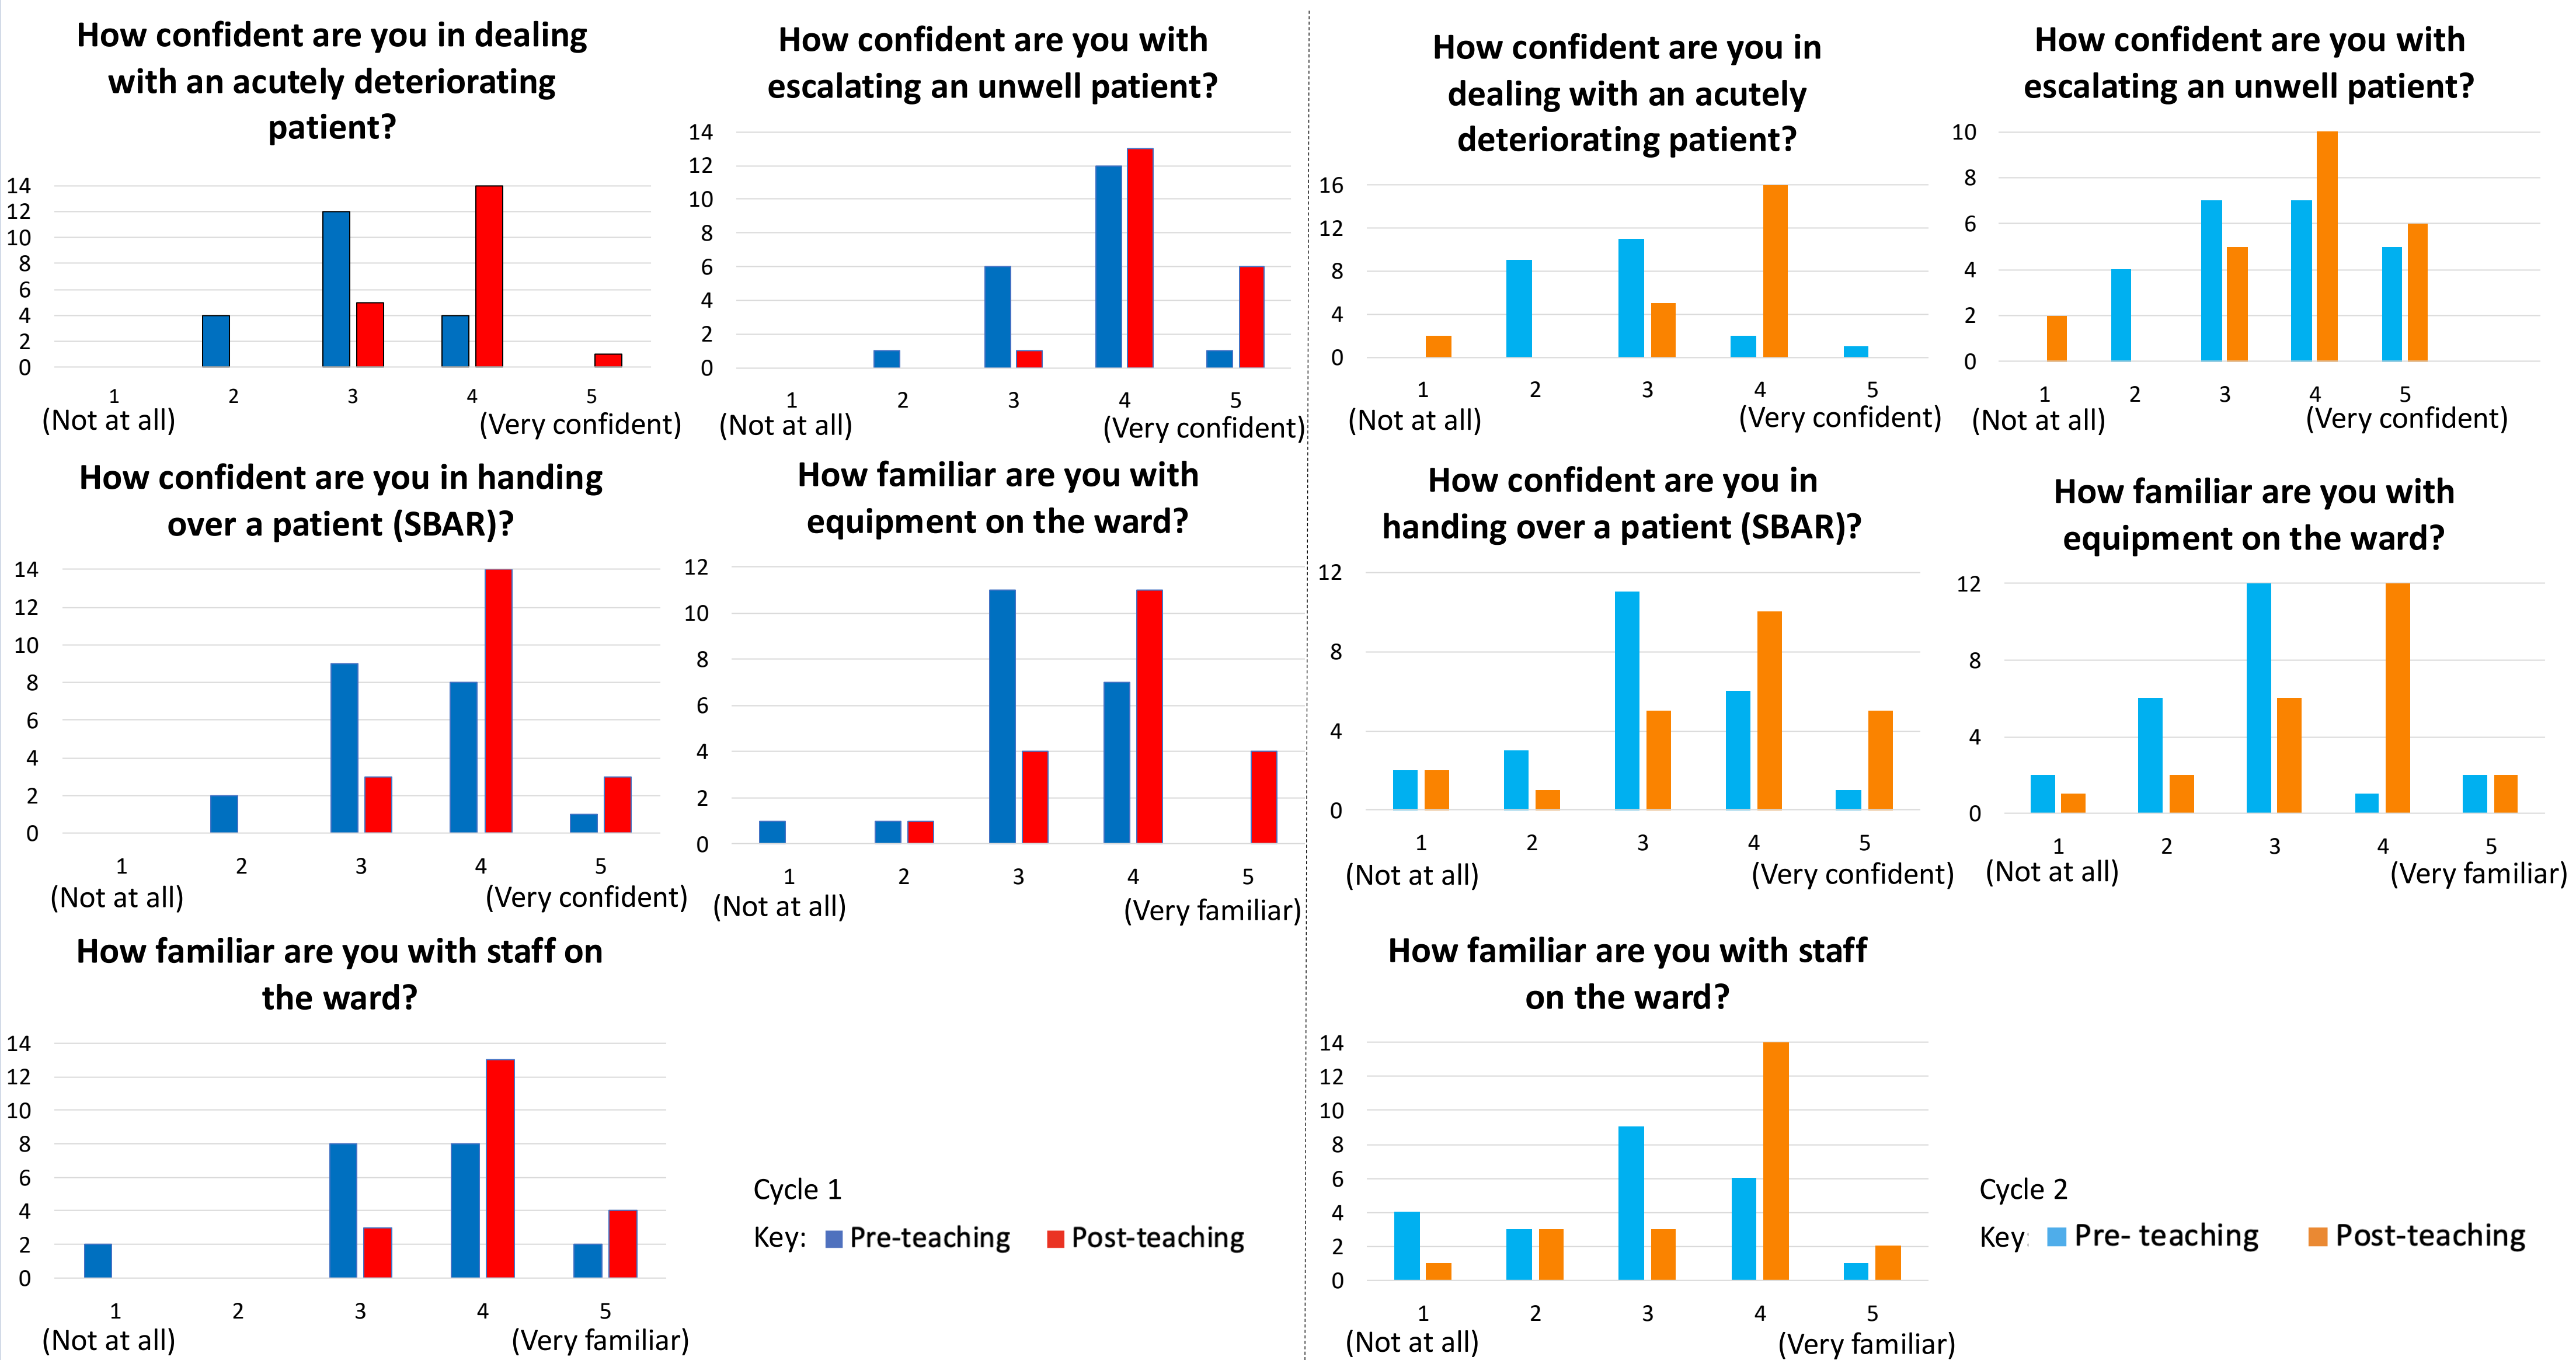 How confident are you in dealing
with an acutely deteriorating
patient?
14
12
10
8
6
4
2
0
1
2
3
4
5
(Not at all)
(Very confident)
How confident are you with
escalating an unwell patient?
14
12
10
8
6
4
2
0
1
2
3
4
5
(Not at all)
(Very confident)
How confident are you in handing
over a patient (SBAR)?
14
12
10
8
6
4
2
0
1
2
3
4
5
(Not at all)
(Very confident)
How familiar are you with
equipment on the ward?
12
10
8
6
4
2
0
1
2
3
4
5
(Not at all)
(Very familiar)
How familiar are you with staff on
the ward?
14
12
10
8
6
4
2
0
1
2
3
4
5
(Not at all)
(Very familiar)
Cycle 1
Key: Pre-teaching Post-teaching
How confident are you in
dealing with an acutely
deteriorating patient?
16
12
8
4
0
1
2
3
4
5
(Not at all)
(Very confident)
How confident are you with
escalating an unwell patient?
10
8
6
4
2
0
1
2
3
4
5
(Not at all)
(Very confident)
How confident are you in
handing over a patient (SBAR)?
12
8
4
0
1
2
3
4
5
(Not at all)
(Very confident)
How familiar are you with
equipment on the ward?
12
8
4
0
1
2
3
4
5
(Not at all)
(Very familiar)
How familiar are you with staff
on the ward?
14
12
10
8
6
4
2
0
1
2
3
4
5
(Not at all)
(Very familiar)
Cycle 2
Key: Pre- teaching Post-teaching